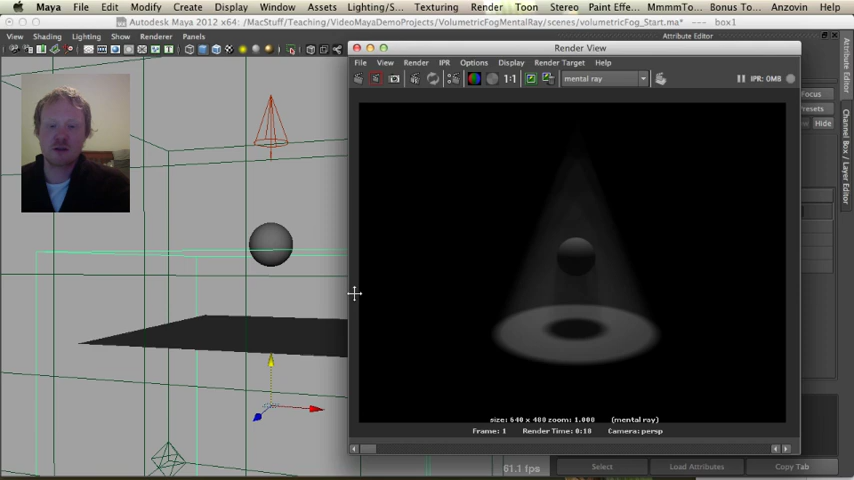 Maya File Edit Modify Create Display Window Assets Lighting/S... Texturing Render Toon Stereo Paint Effe... MmmmTo... Bonus To... Window
Autodesk Maya 2012 x64: /MacStuff/Teaching/VideoMayaDemoProjects/VolumetricFogMentalRay/scenes/volumetricFog_Start.ma* --- box1
View Shading Lighting Show Renderer Panels
Attribute Editor
Render View
File View Render IPR Options Display Render Target Help
1:1 mental ray IPR: 0MB
Focus
Presets
Hide
Attribute Editor
Channel Box / Layer Editor
size: 640 x 480 zoom: 1.000 (mental ray)
Frame: 1 Render Time: 0:18 Camera: persp
61.1 fps
Select Load Attributes Copy Tab